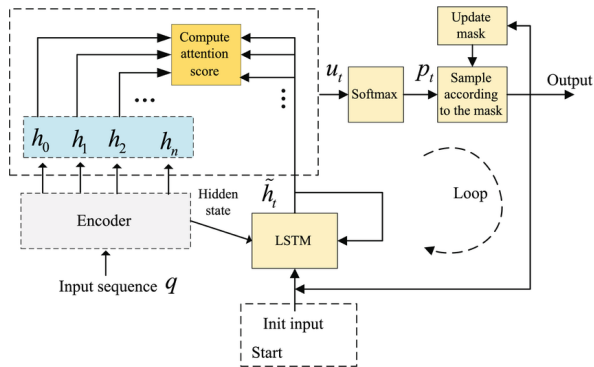 Compute
attention
score
Update
mask
u_t
Softmax
p_t
Sample
according
to the mask
Output
...
...
h_0
h_1
h_2
h_n
Hidden
state
h̃_t
Loop
Encoder
LSTM
Input sequence q
Init input
Start